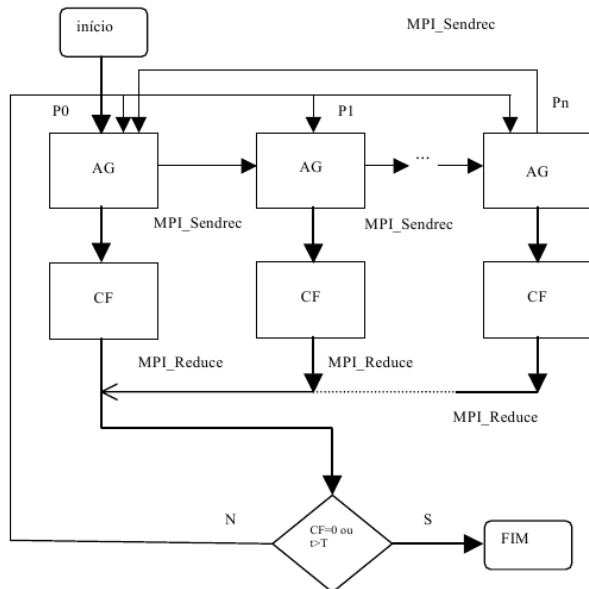 início
MPI_Sendrec
P0
P1
Pn
AG
AG
...
AG
MPI_Sendrec
MPI_Sendrec
CF
CF
CF
MPI_Reduce
MPI_Reduce
MPI_Reduce
N
CF=0 ou
t>T
S
FIM